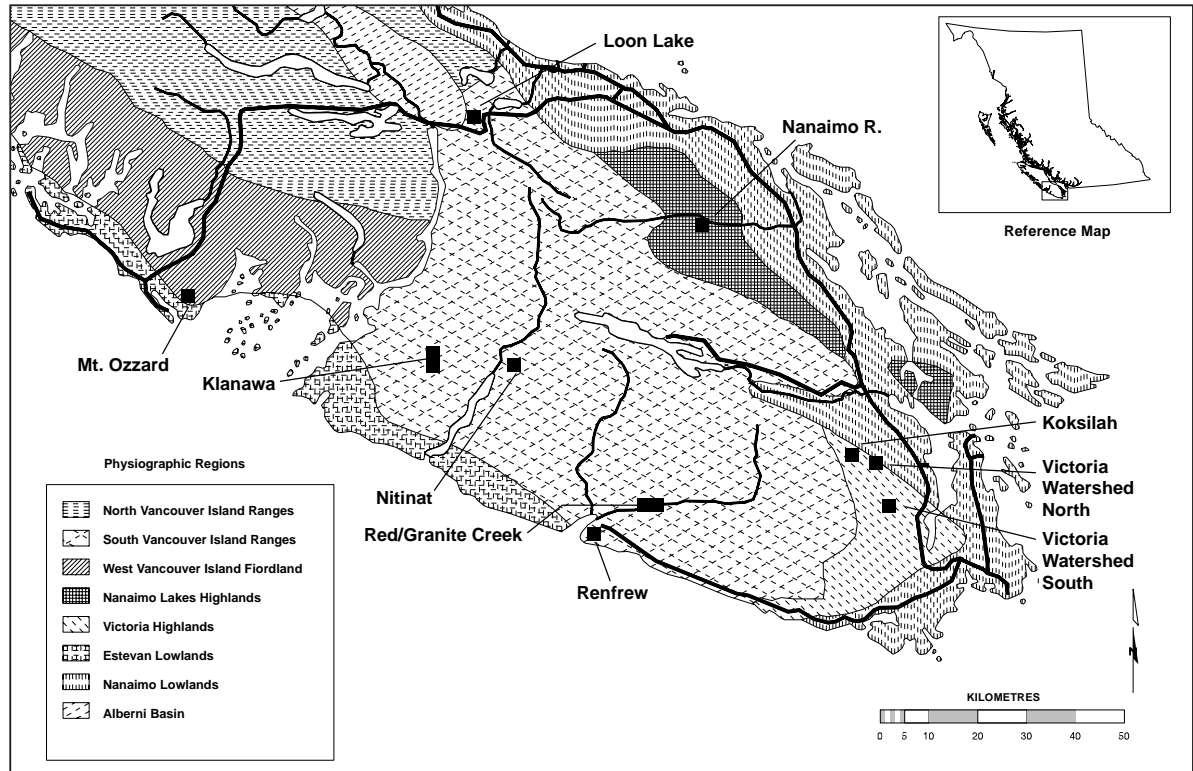 Loon Lake
Nanaimo R.
Reference Map
Mt. Ozzard
Klanawa
Koksilah
Physiographic Regions
Victoria
Watershed
North
Nitinat
Red/Granite Creek
Victoria
Watershed
South
Renfrew
North Vancouver Island Ranges
South Vancouver Island Ranges
West Vancouver Island Fiordland
Nanaimo Lakes Highlands
Victoria Highlands
Estevan Lowlands
Nanaimo Lowlands
Alberni Basin
N
KILOMETRES
0 5 10 20 30 40 50